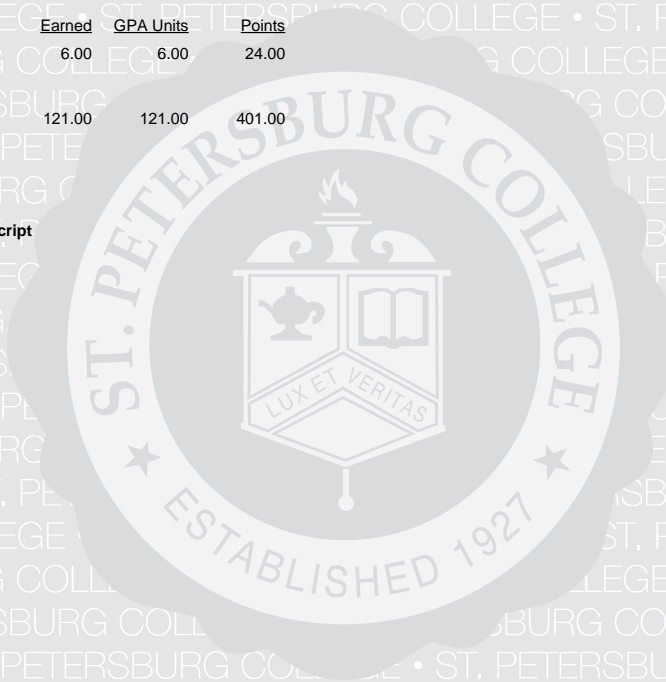 Earned GPA Units Points
6.00 6.00 24.00
121.00 121.00 401.00
cript
ST. PETERSBURG COLLEGE
LUX ET VERITAS
ESTABLISHED 1927